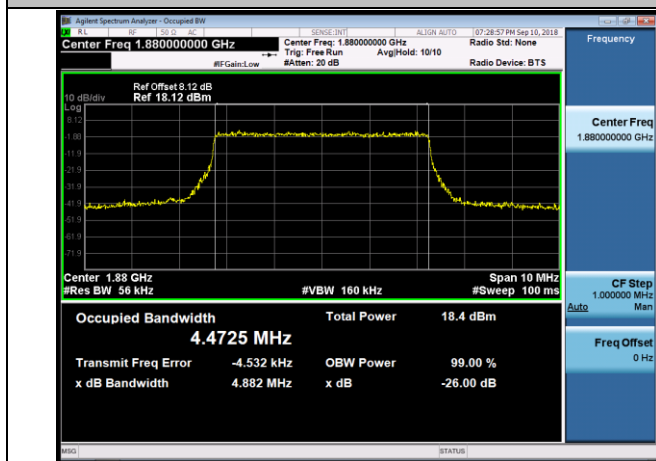 Agilent Spectrum Analyzer - Occupied BW
RL RF 50 Ω AC SENSE:INT ALIGN AUTO 07:28:57 PM Sep 10, 2018
Center Freq 1.880000000 GHz Center Freq: 1.880000000 GHz Radio Std: None Frequency
Trig: Free Run Avg|Hold: 10/10
#IFGain:Low #Atten: 20 dB Radio Device: BTS
Ref Offset 8.12 dB
10 dB/div Ref 18.12 dBm
Log
8.12
-1.88
-11.9
-21.9
-31.9
-41.9
-51.9
-61.9
-71.9
Center Freq
1.880000000 GHz
Center 1.88 GHz Span 10 MHz
#Res BW 56 kHz #VBW 160 kHz #Sweep 100 ms
CF Step
1.000000 MHz
Auto Man
Occupied Bandwidth Total Power 18.4 dBm
4.4725 MHz
Freq Offset
0 Hz
Transmit Freq Error -4.532 kHz OBW Power 99.00 %
x dB Bandwidth 4.882 MHz x dB -26.00 dB
MSG STATUS